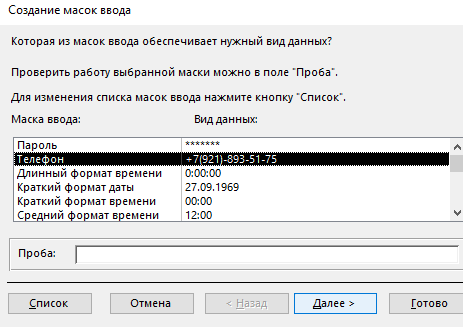 Создание масок ввода
Которая из масок ввода обеспечивает нужный вид данных?
Проверить работу выбранной маски можно в поле "Проба".
Для изменения списка масок ввода нажмите кнопку "Список".
Маска ввода: Вид данных:
Пароль *******
Телефон +7(921)-893-51-75
Длинный формат времени 0:00:00
Краткий формат даты 27.09.1969
Краткий формат времени 00:00
Средний формат времени 12:00
Проба:
Список Отмена < Назад Далее > Готово